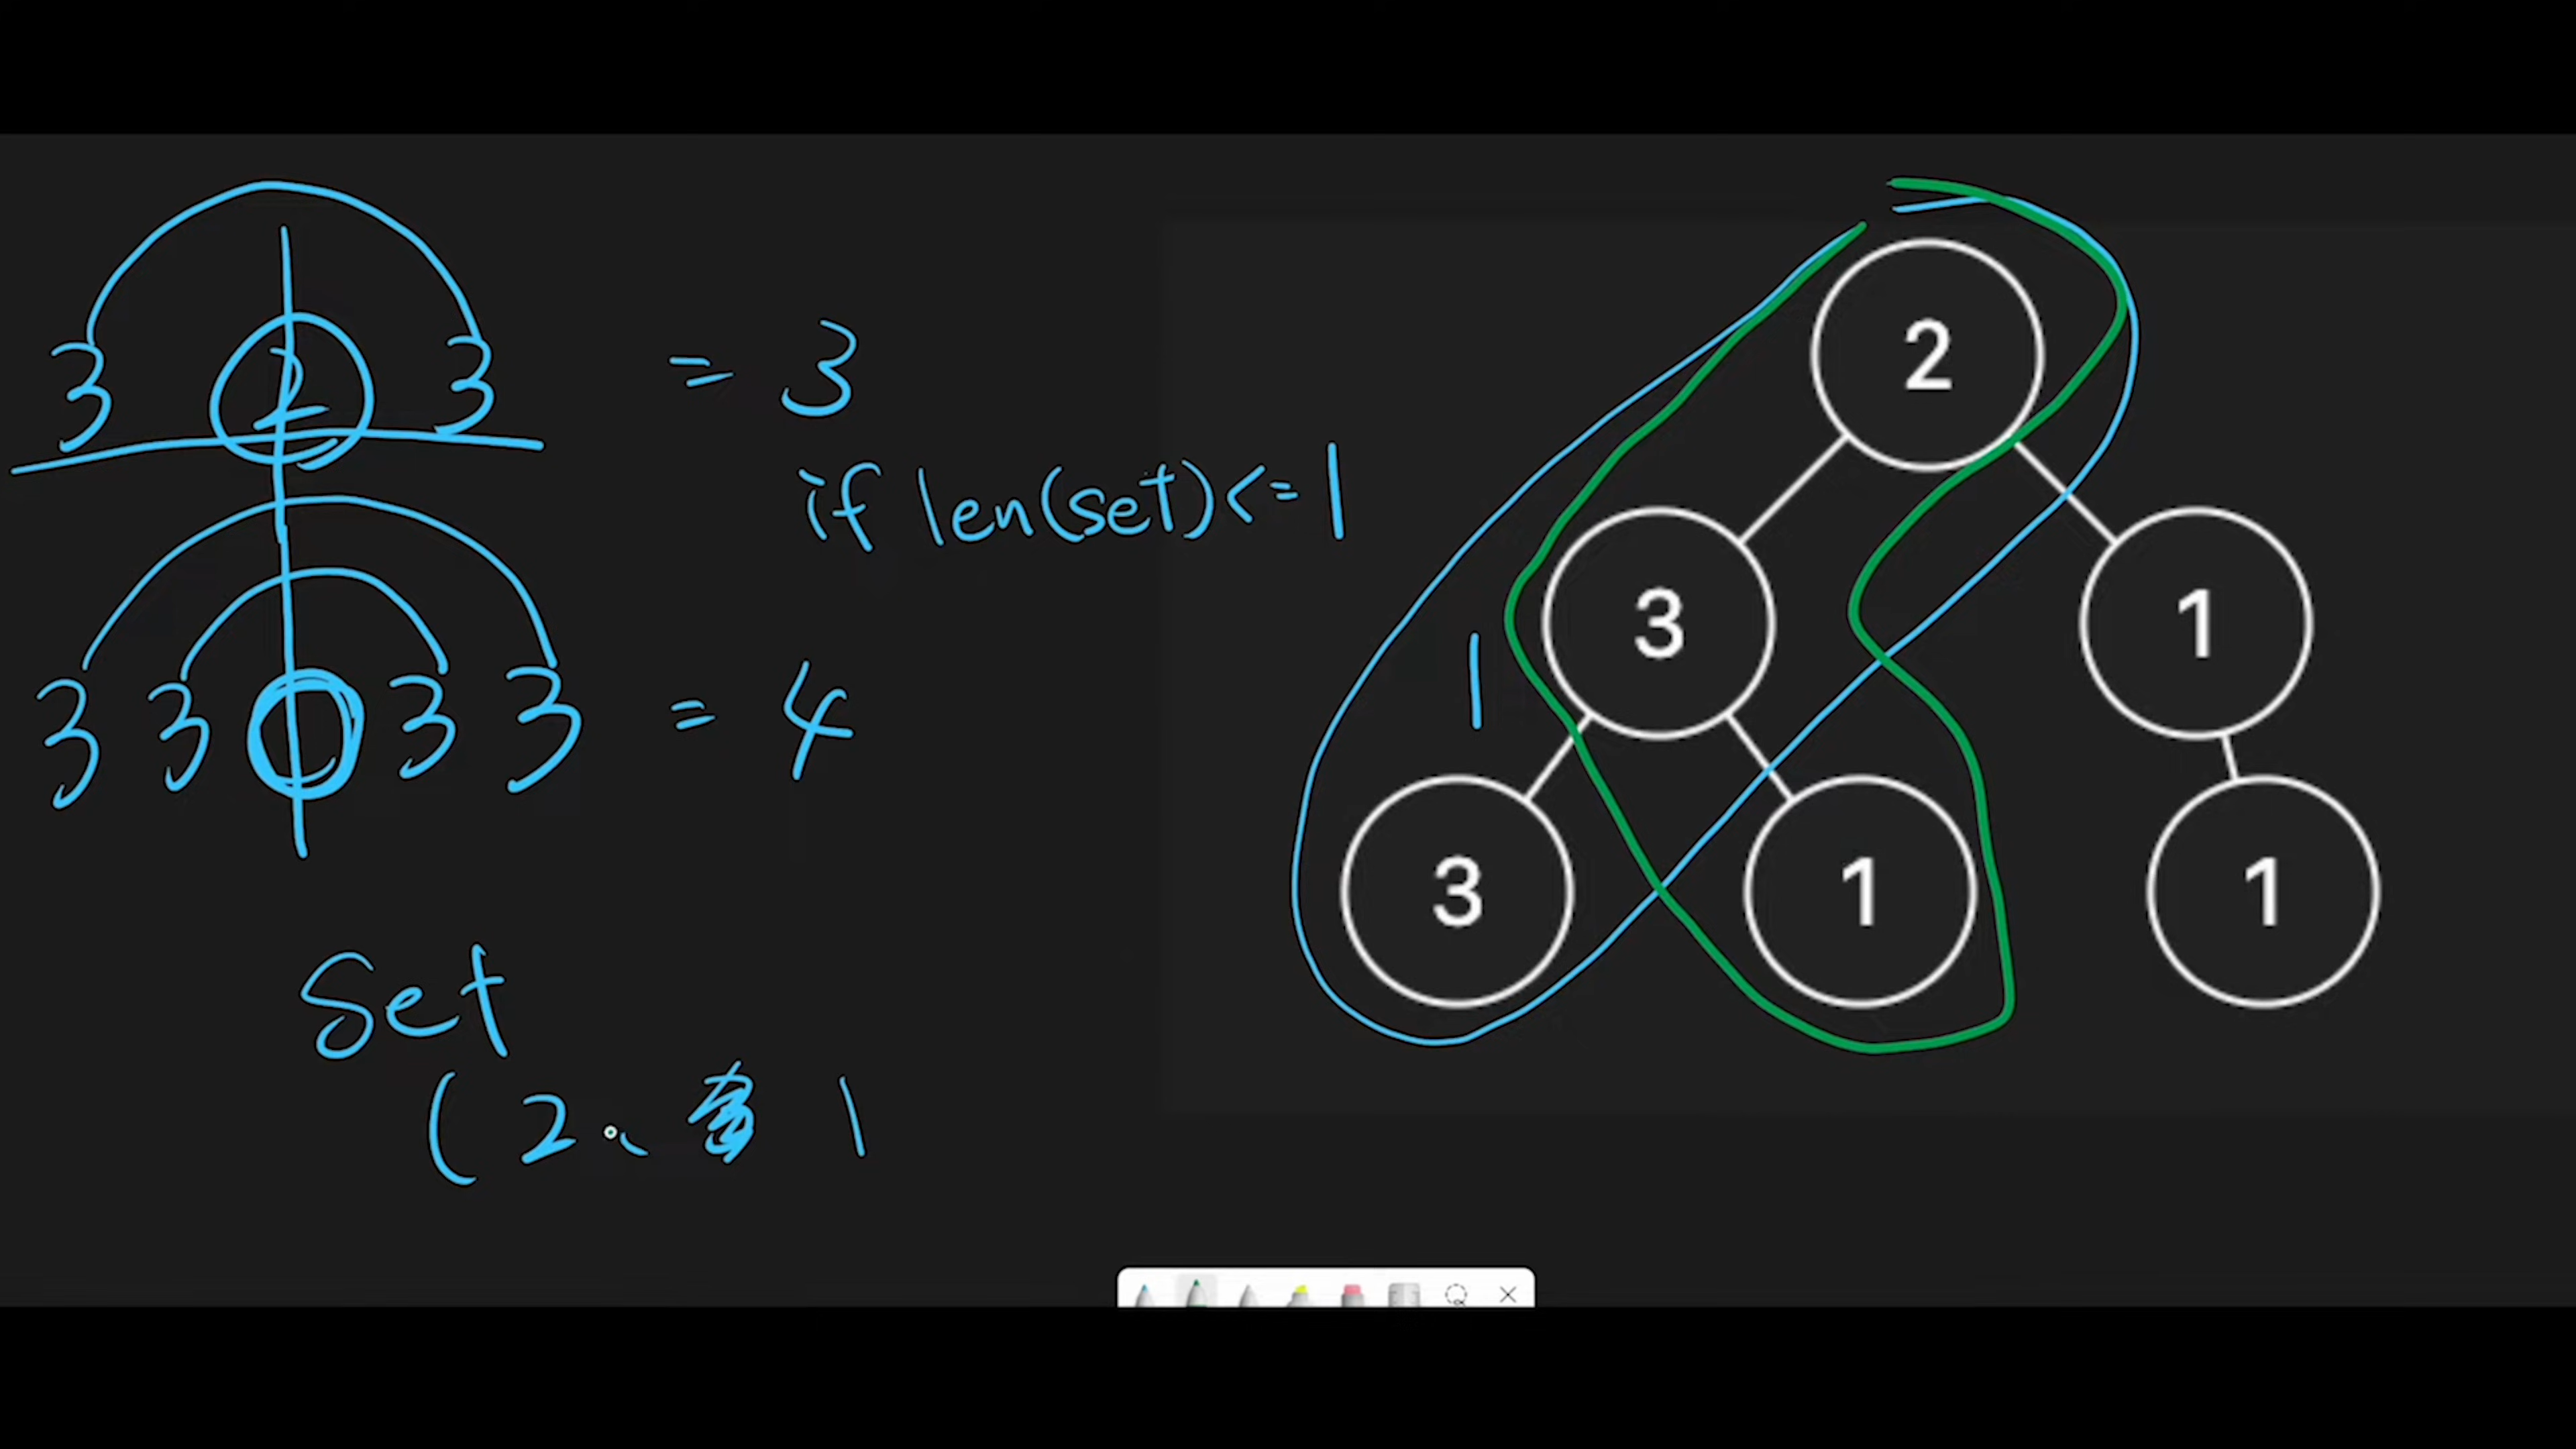 3 2 3 = 3
if len(set)<=1
3 3 3 3 = 4
Set
(2, 1
2
3 1
1
3 1 1